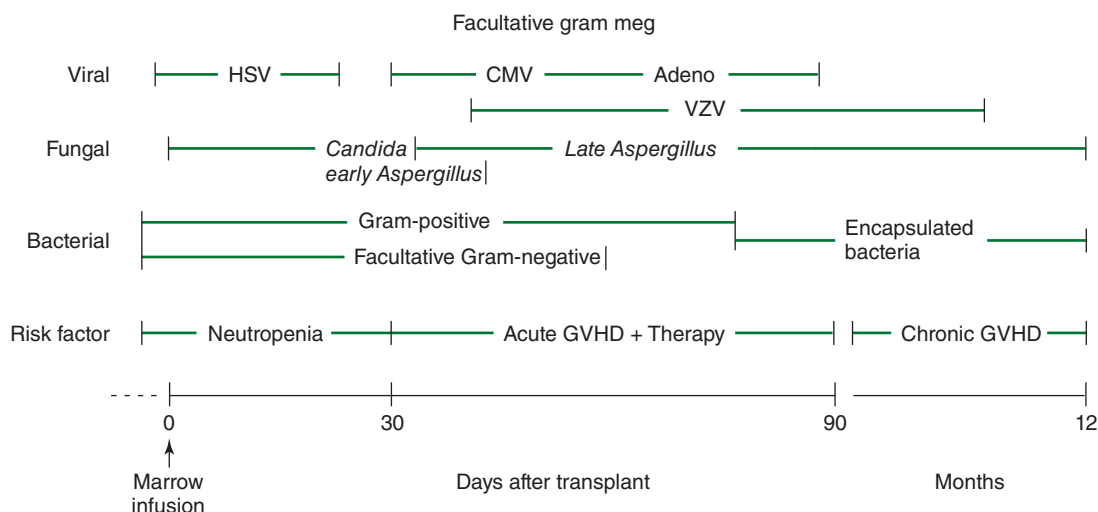 Facultative gram meg
Viral HSV CMV Adeno
VZV
Fungal Candida Late Aspergillus
early Aspergillus
Bacterial Gram-positive
Encapsulated
bacteria
Facultative Gram-negative
Risk factor Neutropenia Acute GVHD + Therapy Chronic GVHD
0 30 90 12
Marrow
infusion
Days after transplant Months